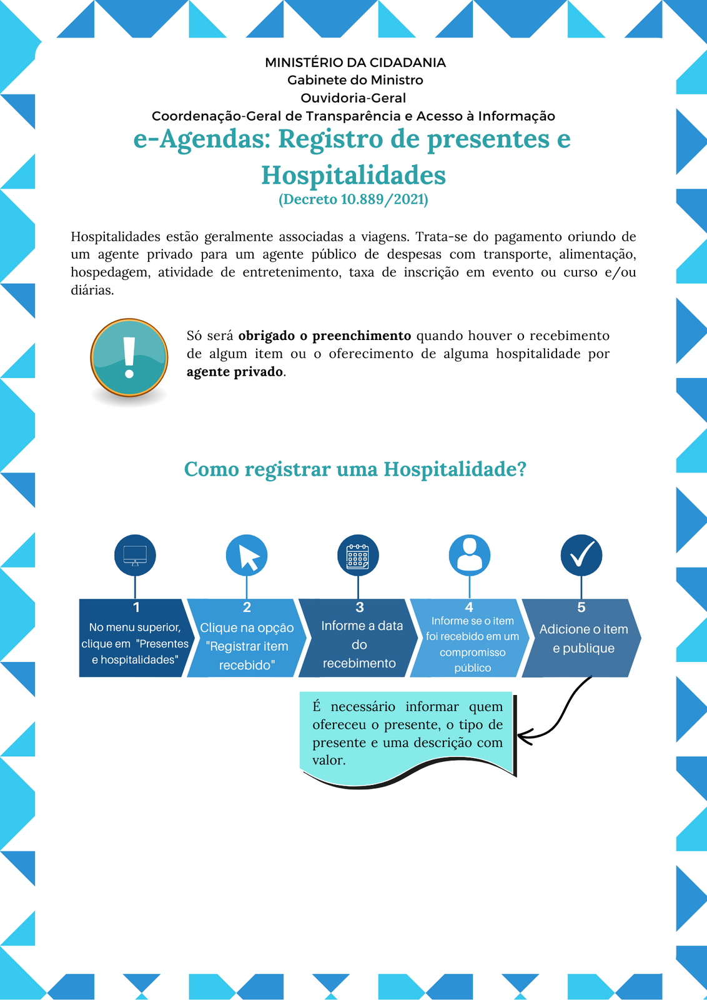 MINISTÉRIO DA CIDADANIA
Gabinete do Ministro
Ouvidoria-Geral
Coordenação-Geral de Transparência e Acesso à Informação
e-Agendas: Registro de presentes e
Hospitalidades
(Decreto 10.889/2021)
Hospitalidades estão geralmente associadas a viagens. Trata-se do pagamento oriundo de
um agente privado para um agente público de despesas com transporte, alimentação,
hospedagem, atividade de entretenimento, taxa de inscrição em evento ou curso e/ou
diárias.
Só será obrigado o preenchimento quando houver o recebimento
de algum item ou o oferecimento de alguma hospitalidade por
agente privado.
Como registrar uma Hospitalidade?
1
No menu superior,
clique em "Presentes
e hospitalidades"
2
Clique na opção
"Registrar item
recebido"
3
Informe a data
do
recebimento
4
Informe se o item
foi recebido em um
compromisso
público
5
Adicione o item
e publique
É necessário informar quem
ofereceu o presente, o tipo de
presente e uma descrição com
valor.